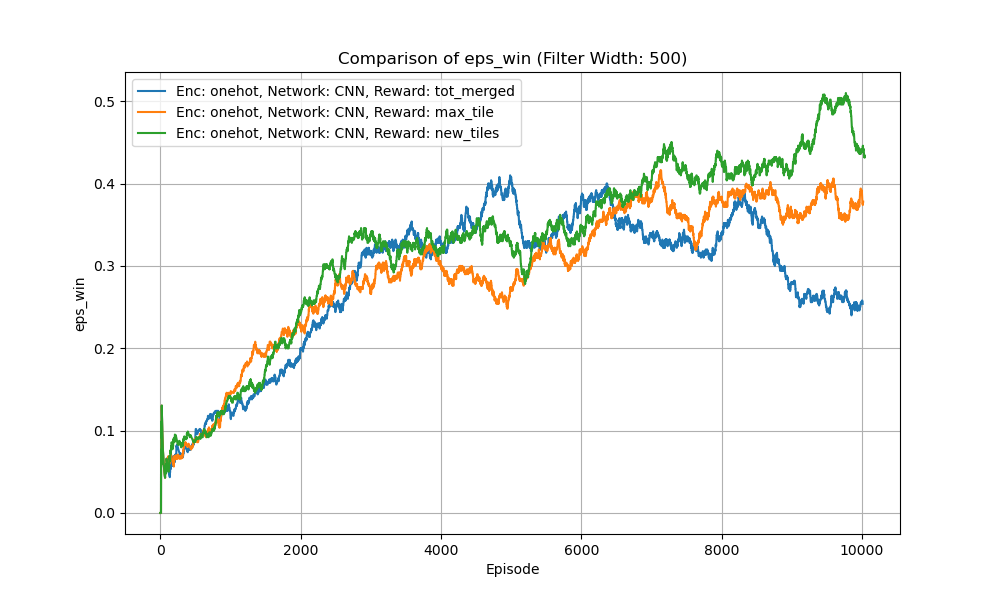 Comparison of eps_win (Filter Width: 500)
Enc: onehot, Network: CNN, Reward: tot_merged
Enc: onehot, Network: CNN, Reward: max_tile
Enc: onehot, Network: CNN, Reward: new_tiles
0.5
0.4
0.3
0.2
0.1
0.0
eps_win
0 2000 4000 6000 8000 10000
Episode